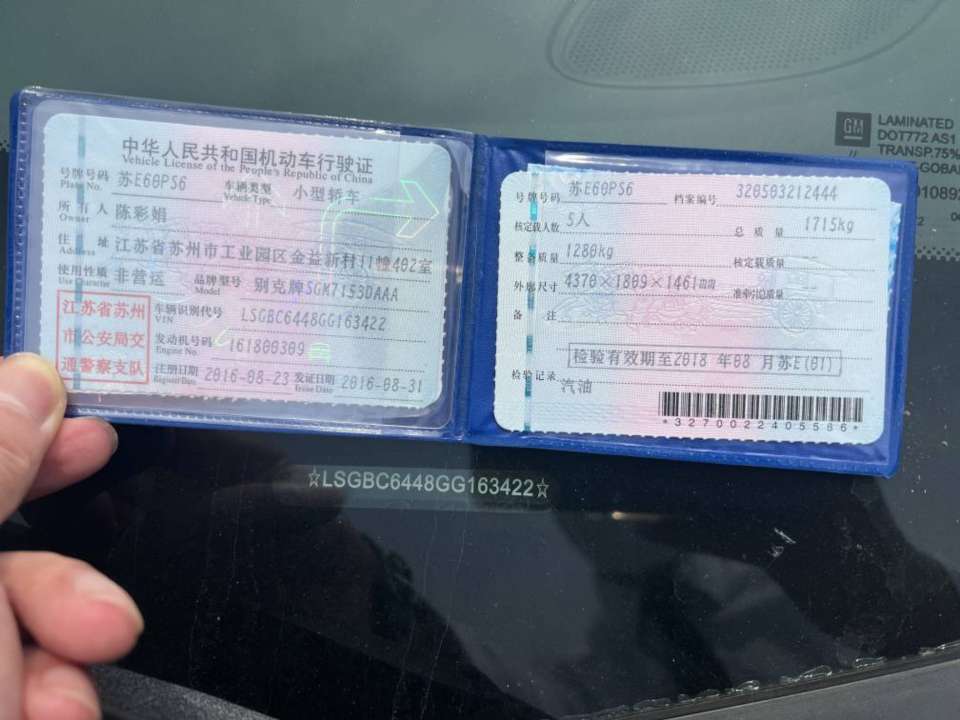 中华人民共和国机动车行驶证
Vehicle License of the People's Republic of China
号牌号码 Plate No. 苏E60P56 车辆类型 Vehicle Type 小型轿车
所有人 Owner 陈彩娟
住址 Address 江苏省苏州市工业园区金益新村11幢402室
使用性质 Use Character 非营运 品牌型号 Model 别克牌SGM7153DAAA
江苏省苏州市公安局交通警察支队
车辆识别代号 VIN LSGBC6448GG163422
发动机号码 Engine No. 161800309
注册日期 Register Date 2016-08-23 发证日期 Issue Date 2016-08-31
号牌号码 苏E60P56 档案编号 320503212444
核定载人数 5人 总质量 1715kg
整备质量 1280kg 核定载质量
外廓尺寸 4370×1809×1461mm 准牵引总质量
备注
检验有效期至2018 年08 月苏E(01)
检验记录
汽油
*3270022405586*
☆LSGBC6448GG163422☆
GM
LAMINATED
DOT772 AS1
TRANSP.75%